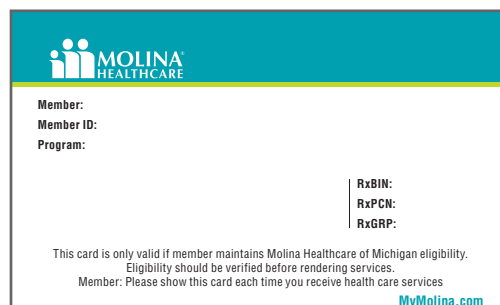 MOLINA®
HEALTHCARE
Member:
Member ID:
Program:
RxBIN:
RxPCN:
RxGRP:
This card is only valid if member maintains Molina Healthcare of Michigan eligibility.
Eligibility should be verified before rendering services.
Member: Please show this card each time you receive health care services
MyMolina.com